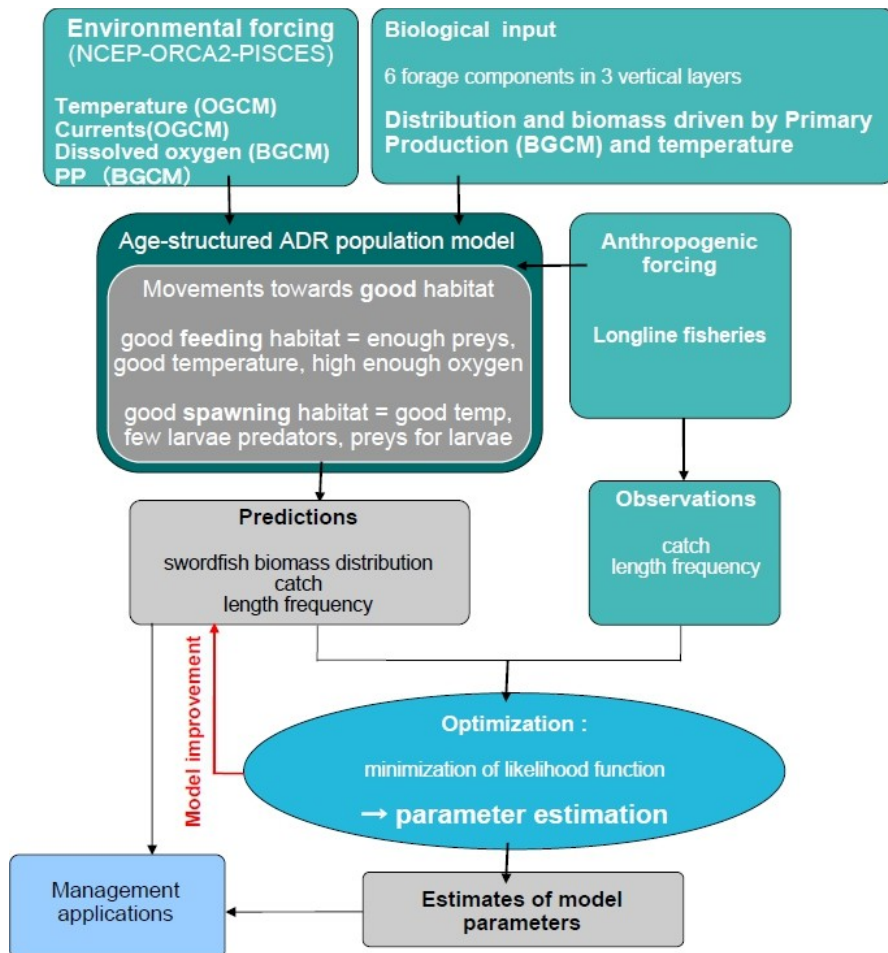 Environmental forcing
(NCEP-ORCA2-PISCES)
Temperature (OGCM)
Currents(OGCM)
Dissolved oxygen (BGCM)
PP （BGCM）
Biological input
6 forage components in 3 vertical layers
Distribution and biomass driven by Primary
Production (BGCM) and temperature
Age-structured ADR population model
Movements towards good habitat
good feeding habitat = enough preys,
good temperature, high enough oxygen
good spawning habitat = good temp,
few larvae predators, preys for larvae
Anthropogenic
forcing
Longline fisheries
Predictions
swordfish biomass distribution
catch
length frequency
Observations
catch
length frequency
Model improvement
Optimization :
minimization of likelihood function
→ parameter estimation
Management
applications
Estimates of model
parameters